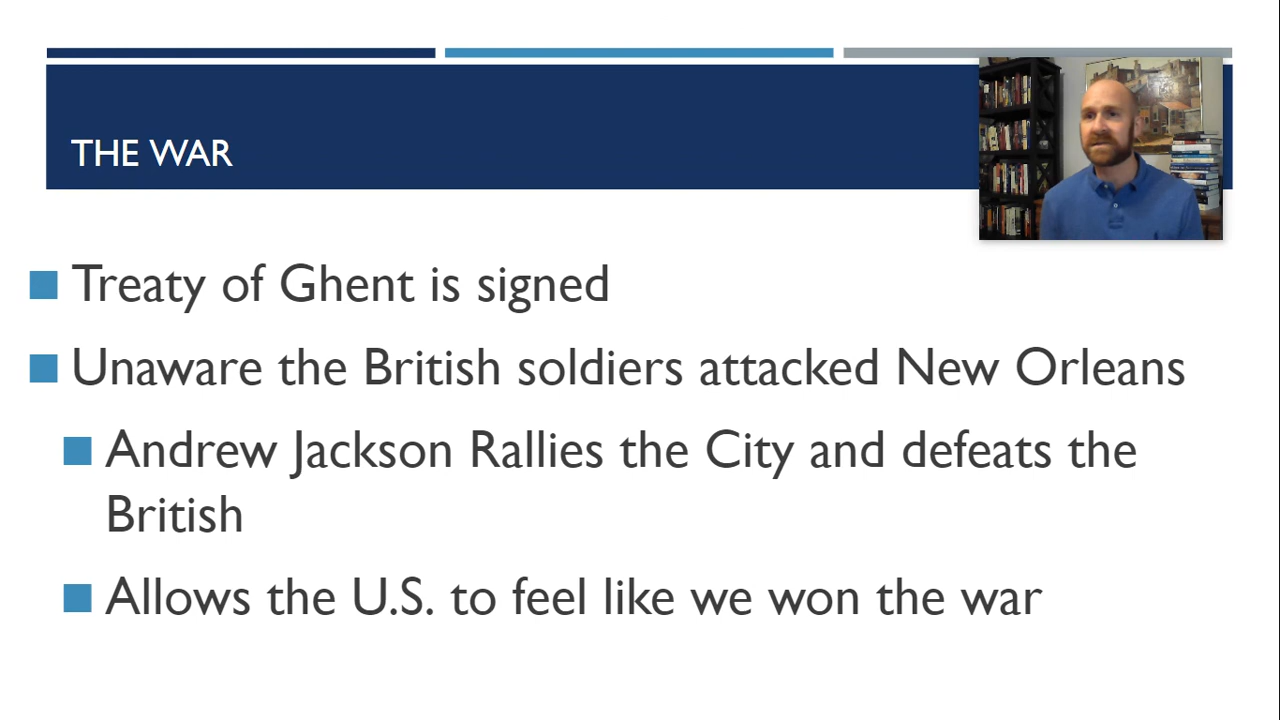 THE WAR
Treaty of Ghent is signed
Unaware the British soldiers attacked New Orleans
Andrew Jackson Rallies the City and defeats the
British
Allows the U.S. to feel like we won the war